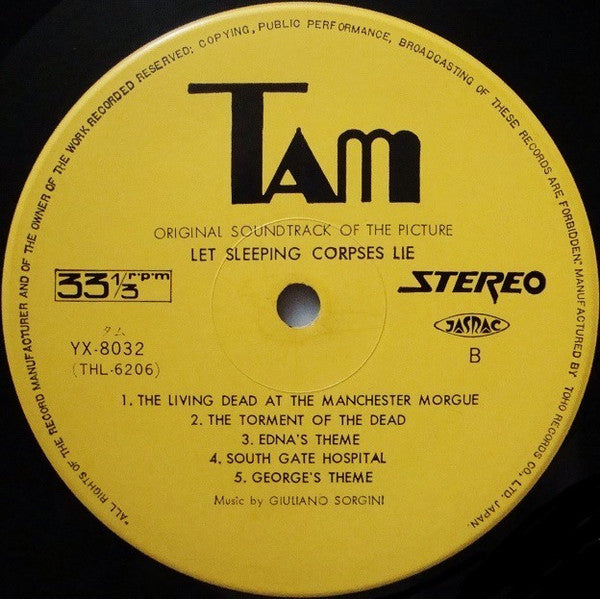 "ALL RIGHTS OF THE RECORD MANUFACTURER AND OF THE OWNER OF THE WORK RECORDED RESERVED; COPYING, PUBLIC PERFORMANCE, BROADCASTING OF THESE RECORDS ARE FORBIDDEN." MANUFACTURED BY TOHO RECORDS CO., LTD. JAPAN.
TAM
ORIGINAL SOUNDTRACK OF THE PICTURE
LET SLEEPING CORPSES LIE
33 1/3 r.p.m
STEREO
タム
YX-8032
(THL-6206)
JASRAC
B
1. THE LIVING DEAD AT THE MANCHESTER MORGUE
2. THE TORMENT OF THE DEAD
3. EDNA'S THEME
4. SOUTH GATE HOSPITAL
5. GEORGE'S THEME
Music by GIULIANO SORGINI